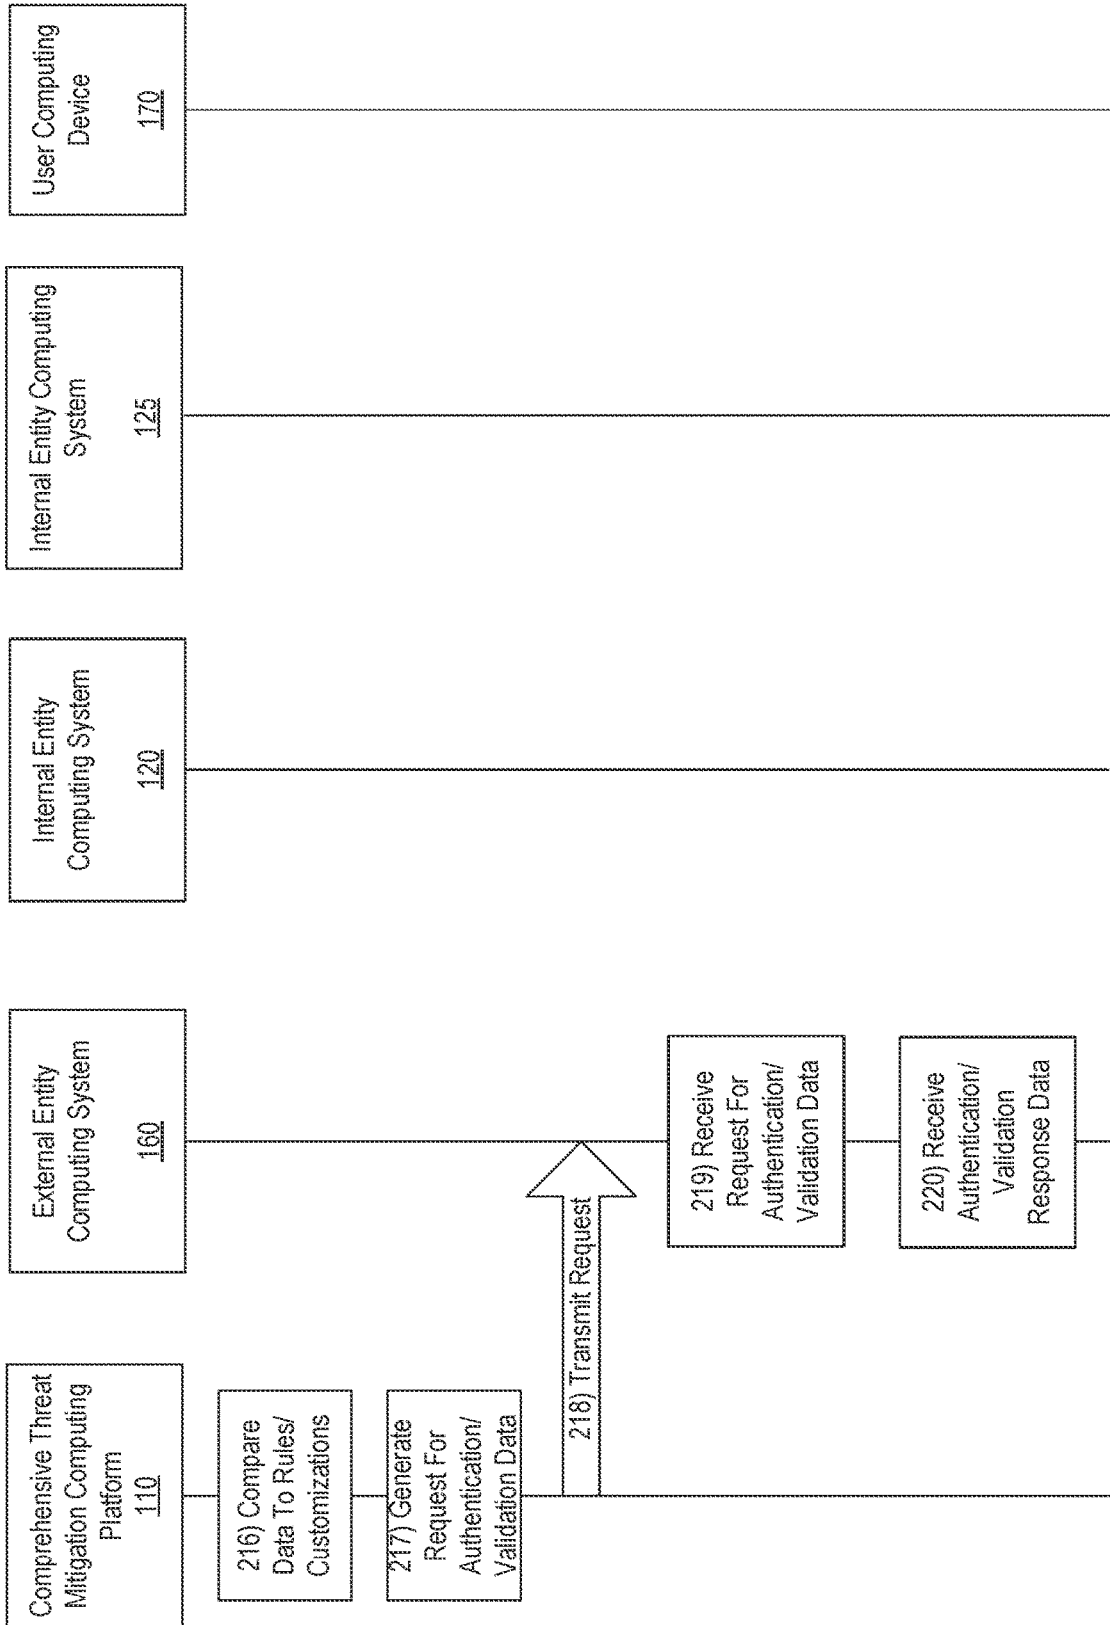 Comprehensive Threat
Mitigation Computing
Platform
110
External Entity
Computing System
160
Internal Entity
Computing System
120
Internal Entity Computing
System
125
User Computing
Device
170
216) Compare
Data To Rules/
Customizations
217) Generate
Request For
Authentication/
Validation Data
218) Transmit Request
219) Receive
Request For
Authentication/
Validation Data
220) Receive
Authentication/
Validation
Response Data